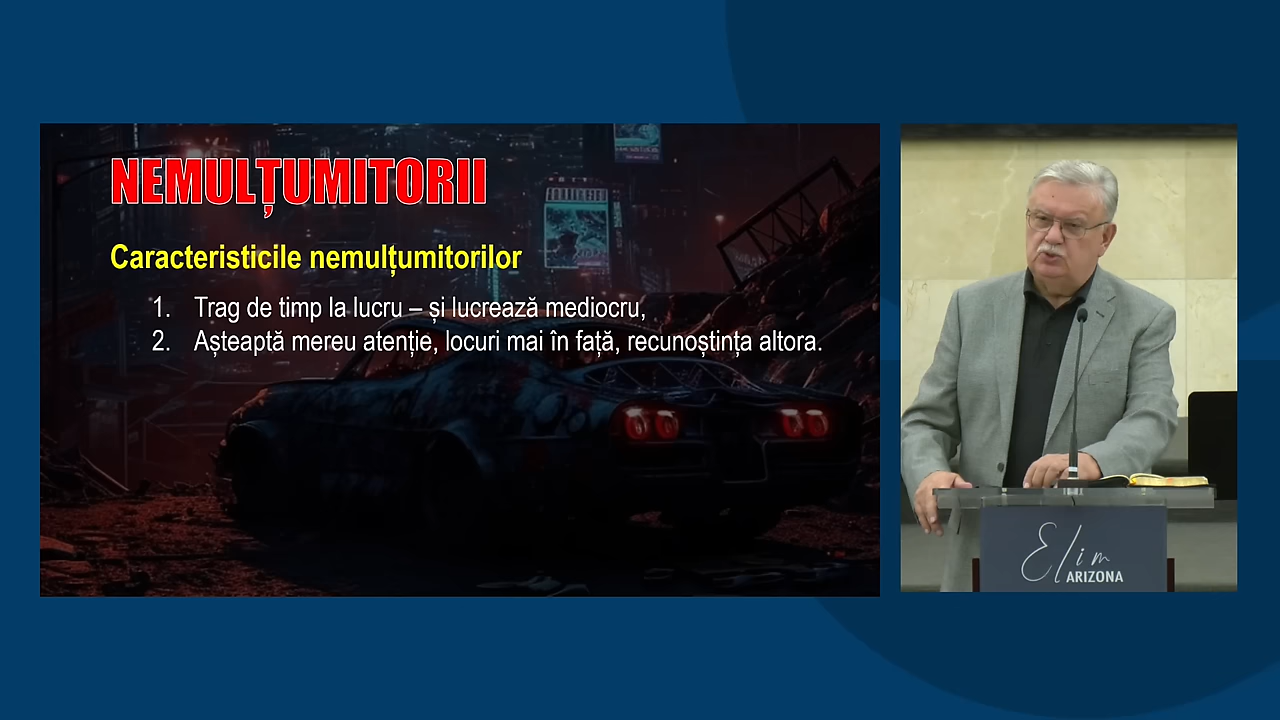 NEMULȚUMITORII
Caracteristicile nemulțumitorilor
1. Trag de timp la lucru – și lucrează mediocru,
2. Așteaptă mereu atenție, locuri mai în față, recunoștința altora.
Elim
ARIZONA